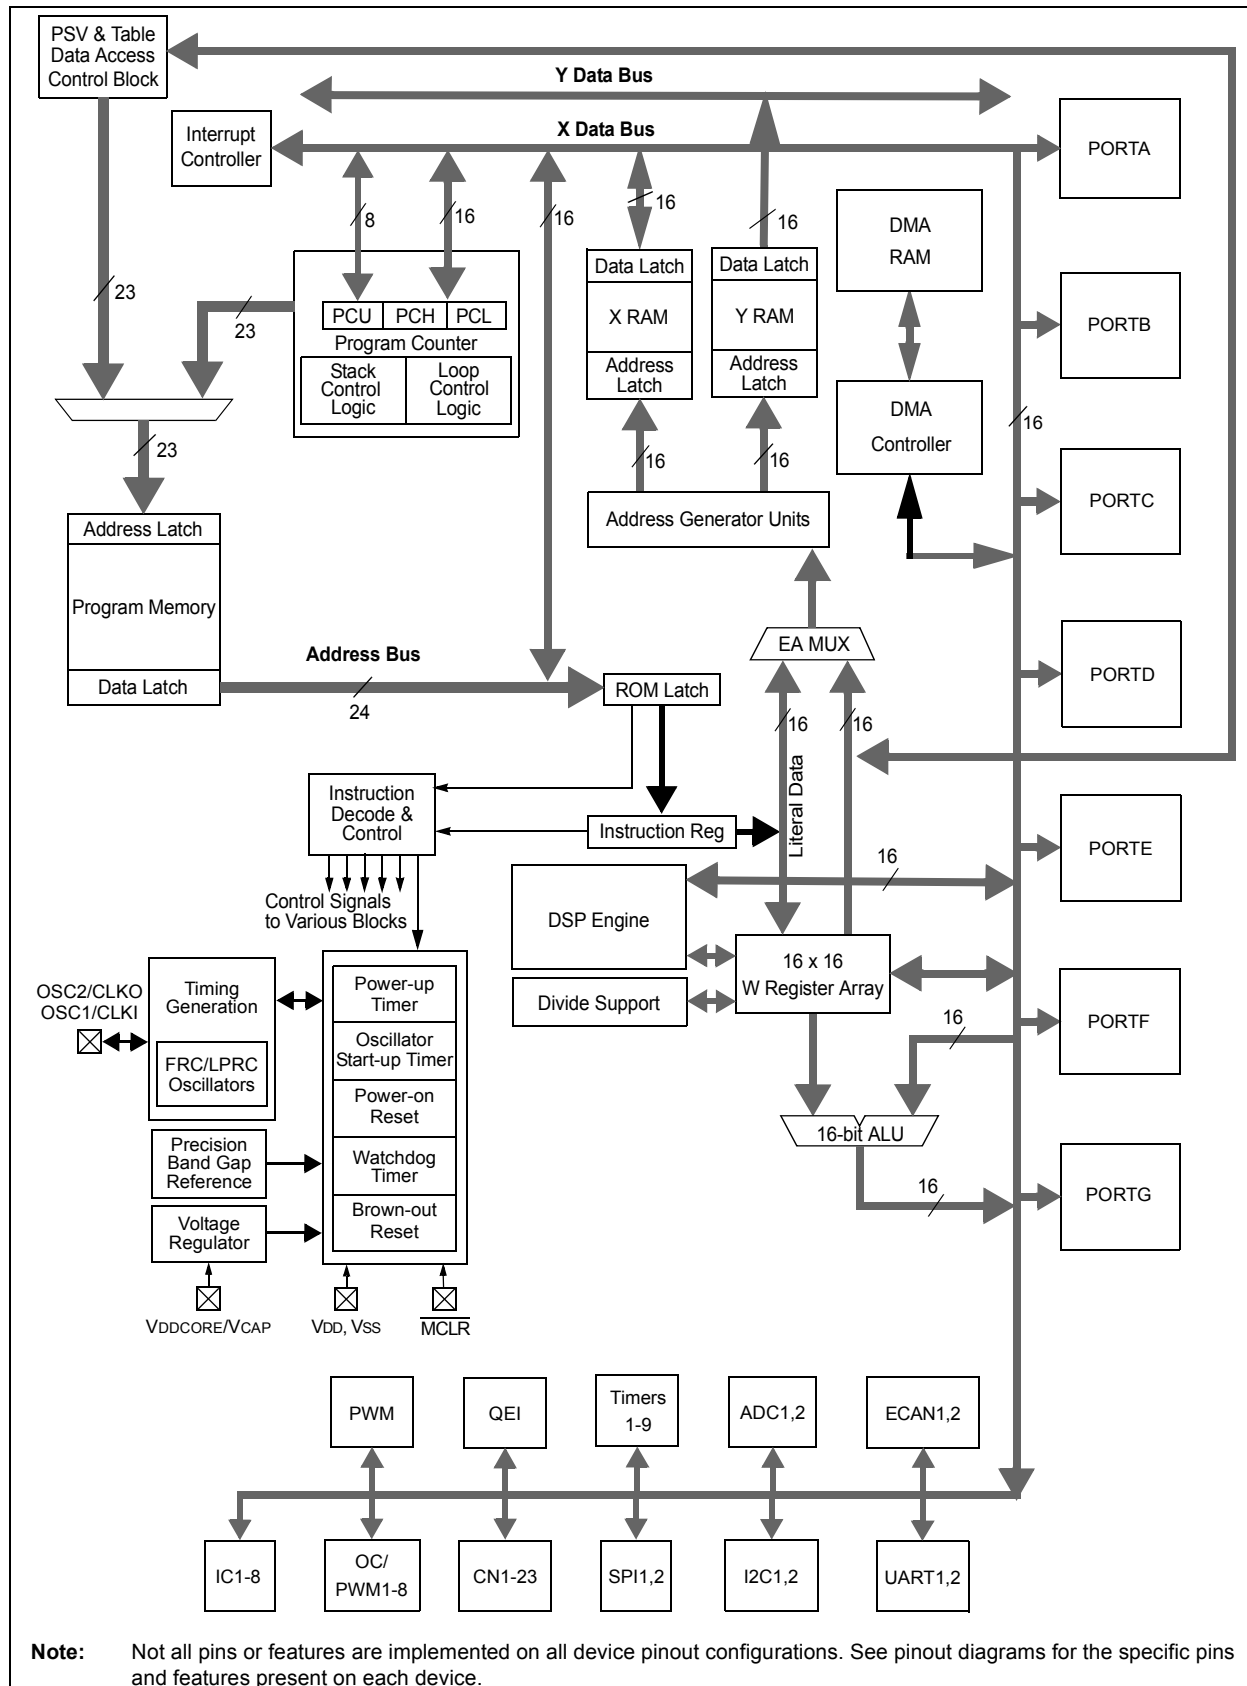 PSV & Table
Data Access
Control Block
Y Data Bus
X Data Bus
Interrupt
Controller
PORTA
8
16
16
16
16
DMA
RAM
Data Latch
Data Latch
23
23
PCU
PCH
PCL
X RAM
Y RAM
PORTB
Program Counter
Stack
Control
Logic
Loop
Control
Logic
Address
Latch
Address
Latch
DMA
Controller
16
23
16
16
PORTC
Address Latch
Address Generator Units
Program Memory
EA MUX
Address Bus
PORTD
Data Latch
24
ROM Latch
16
16
Literal Data
Instruction
Decode &
Control
Instruction Reg
PORTE
16
Control Signals
to Various Blocks
DSP Engine
16 x 16
W Register Array
Divide Support
OSC2/CLKO
OSC1/CLKI
Timing
Generation
Power-up
Timer
PORTF
16
FRC/LPRC
Oscillators
Oscillator
Start-up Timer
Power-on
Reset
16-bit ALU
Precision
Band Gap
Reference
Watchdog
Timer
16
PORTG
Voltage
Regulator
Brown-out
Reset
VDDCORE/VCAP
VDD, VSS
MCLR
PWM
QEI
Timers
1-9
ADC1,2
ECAN1,2
IC1-8
OC/
PWM1-8
CN1-23
SPI1,2
I2C1,2
UART1,2
Note: Not all pins or features are implemented on all device pinout configurations. See pinout diagrams for the specific pins
and features present on each device.